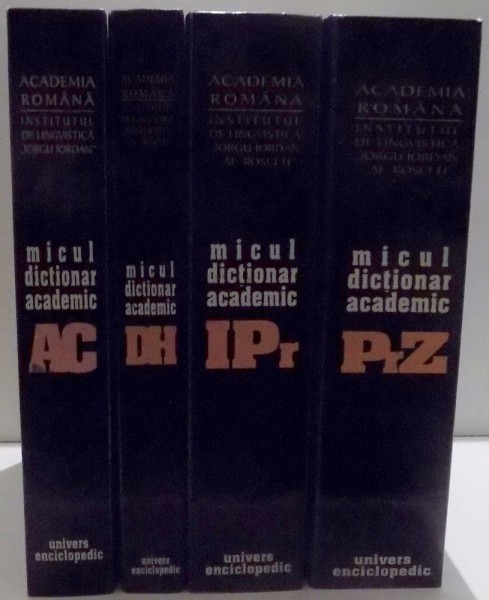 ACADEMIA
ROMÂNĂ
INSTITUTUL
DE LINGVISTICĂ
„IORGU IORDAN"
micul
dicționar
academic
AC
univers
enciclopedic
ACADEMIA
ROMÂNĂ
micul
dicționar
academic
DH
univers
enciclopedic
ACADEMIA
ROMÂNĂ
INSTITUTUL
DE LINGVISTICĂ
„IORGU IORDAN
AL. ROSETTI"
micul
dicționar
academic
IPr
univers
enciclopedic
ACADEMIA
ROMÂNĂ
INSTITUTUL
DE LINGVISTICĂ
„IORGU IORDAN
AL. ROSETTI"
micul
dicționar
academic
PrZ
univers
enciclopedic